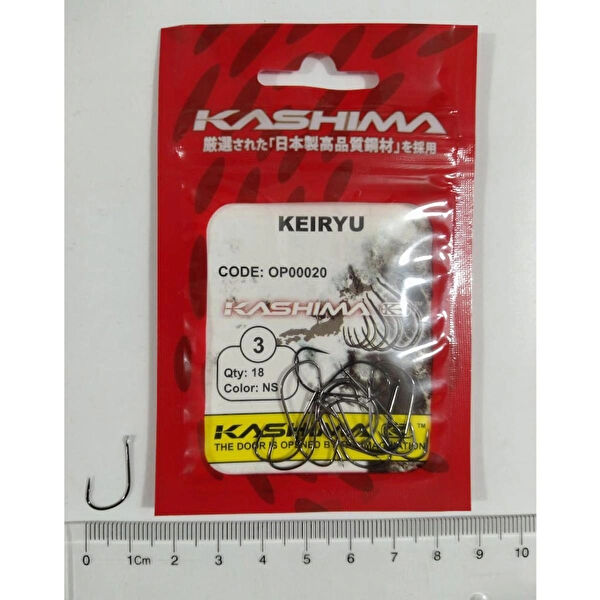 KASHIMA
厳選された「日本製高品質鋼材」を採用
KEIRYU
CODE: OP00020
KASHIMA
3
Qty: 18
Color: NS
KASHIMA TM
THE DOOR IS OPENED BY
0 1Cm 2 3 4 5 6 7 8 9 10